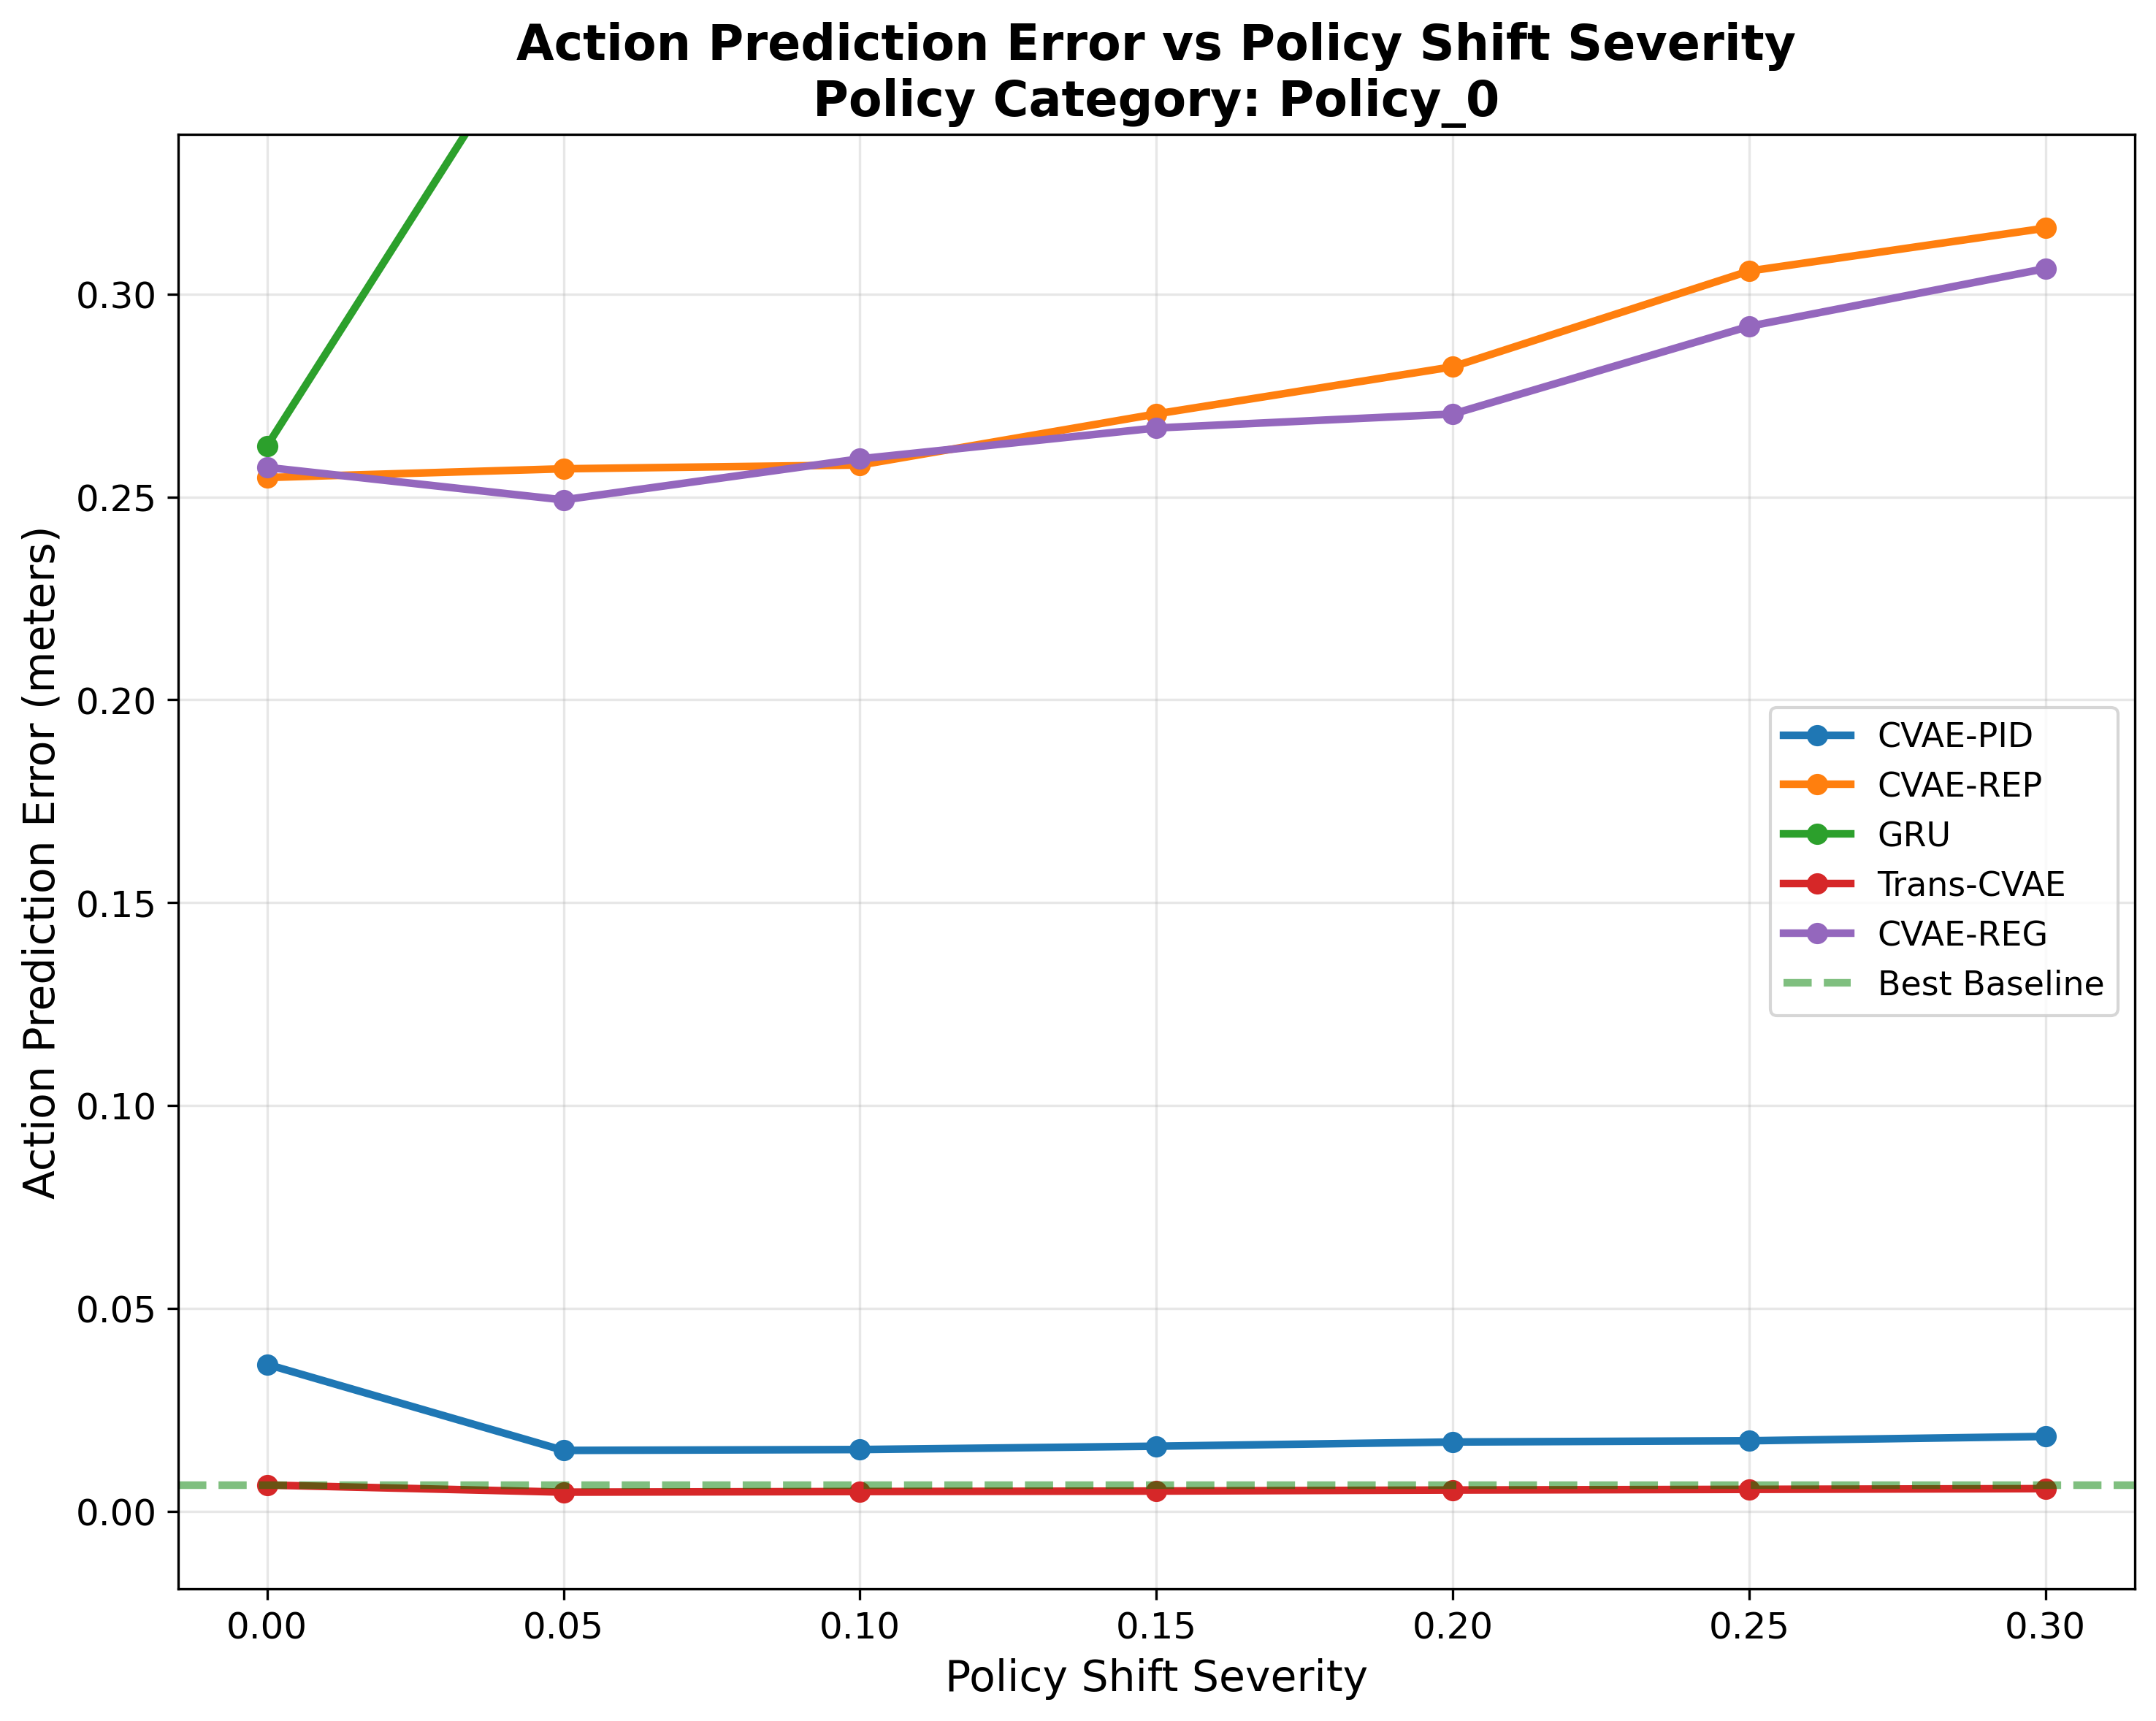 Action Prediction Error vs Policy Shift Severity
Policy Category: Policy_0
Action Prediction Error (meters)
0.30
0.25
0.20
0.15
0.10
0.05
0.00
CVAE-PID
CVAE-REP
GRU
Trans-CVAE
CVAE-REG
Best Baseline
0.00 0.05 0.10 0.15 0.20 0.25 0.30
Policy Shift Severity